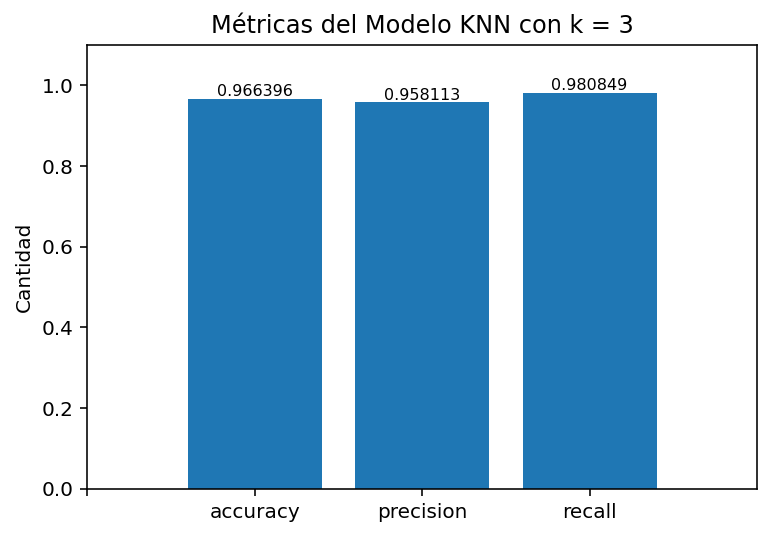 Métricas del Modelo KNN con k = 3
Cantidad
1.0
0.8
0.6
0.4
0.2
0.0
0.966396
0.958113
0.980849
accuracy
precision
recall